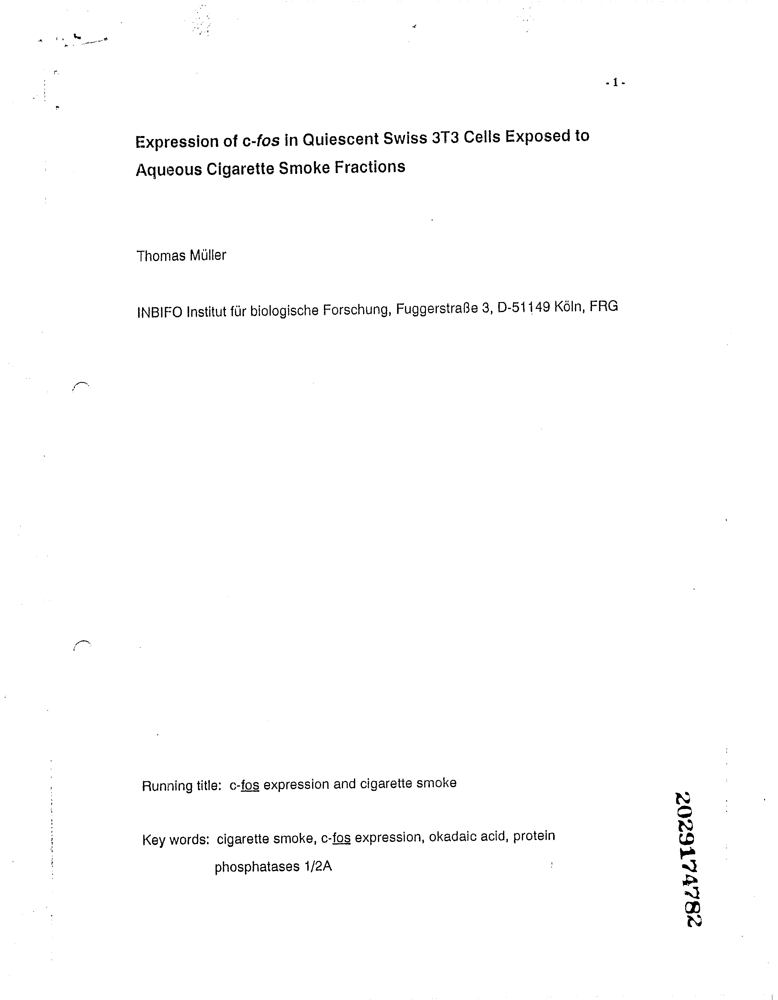 - 1 -
Expression of c-fos in Quiescent Swiss 3T3 Cells Exposed to
Aqueous Cigarette Smoke Fractions
Thomas Müller
INBIFO Institut für biologische Forschung, Fuggerstraße 3, D-51149 Köln, FRG
Running title: c-fos expression and cigarette smoke
Key words: cigarette smoke, c-fos expression, okadaic acid, protein
phosphatases 1/2A
2029174782